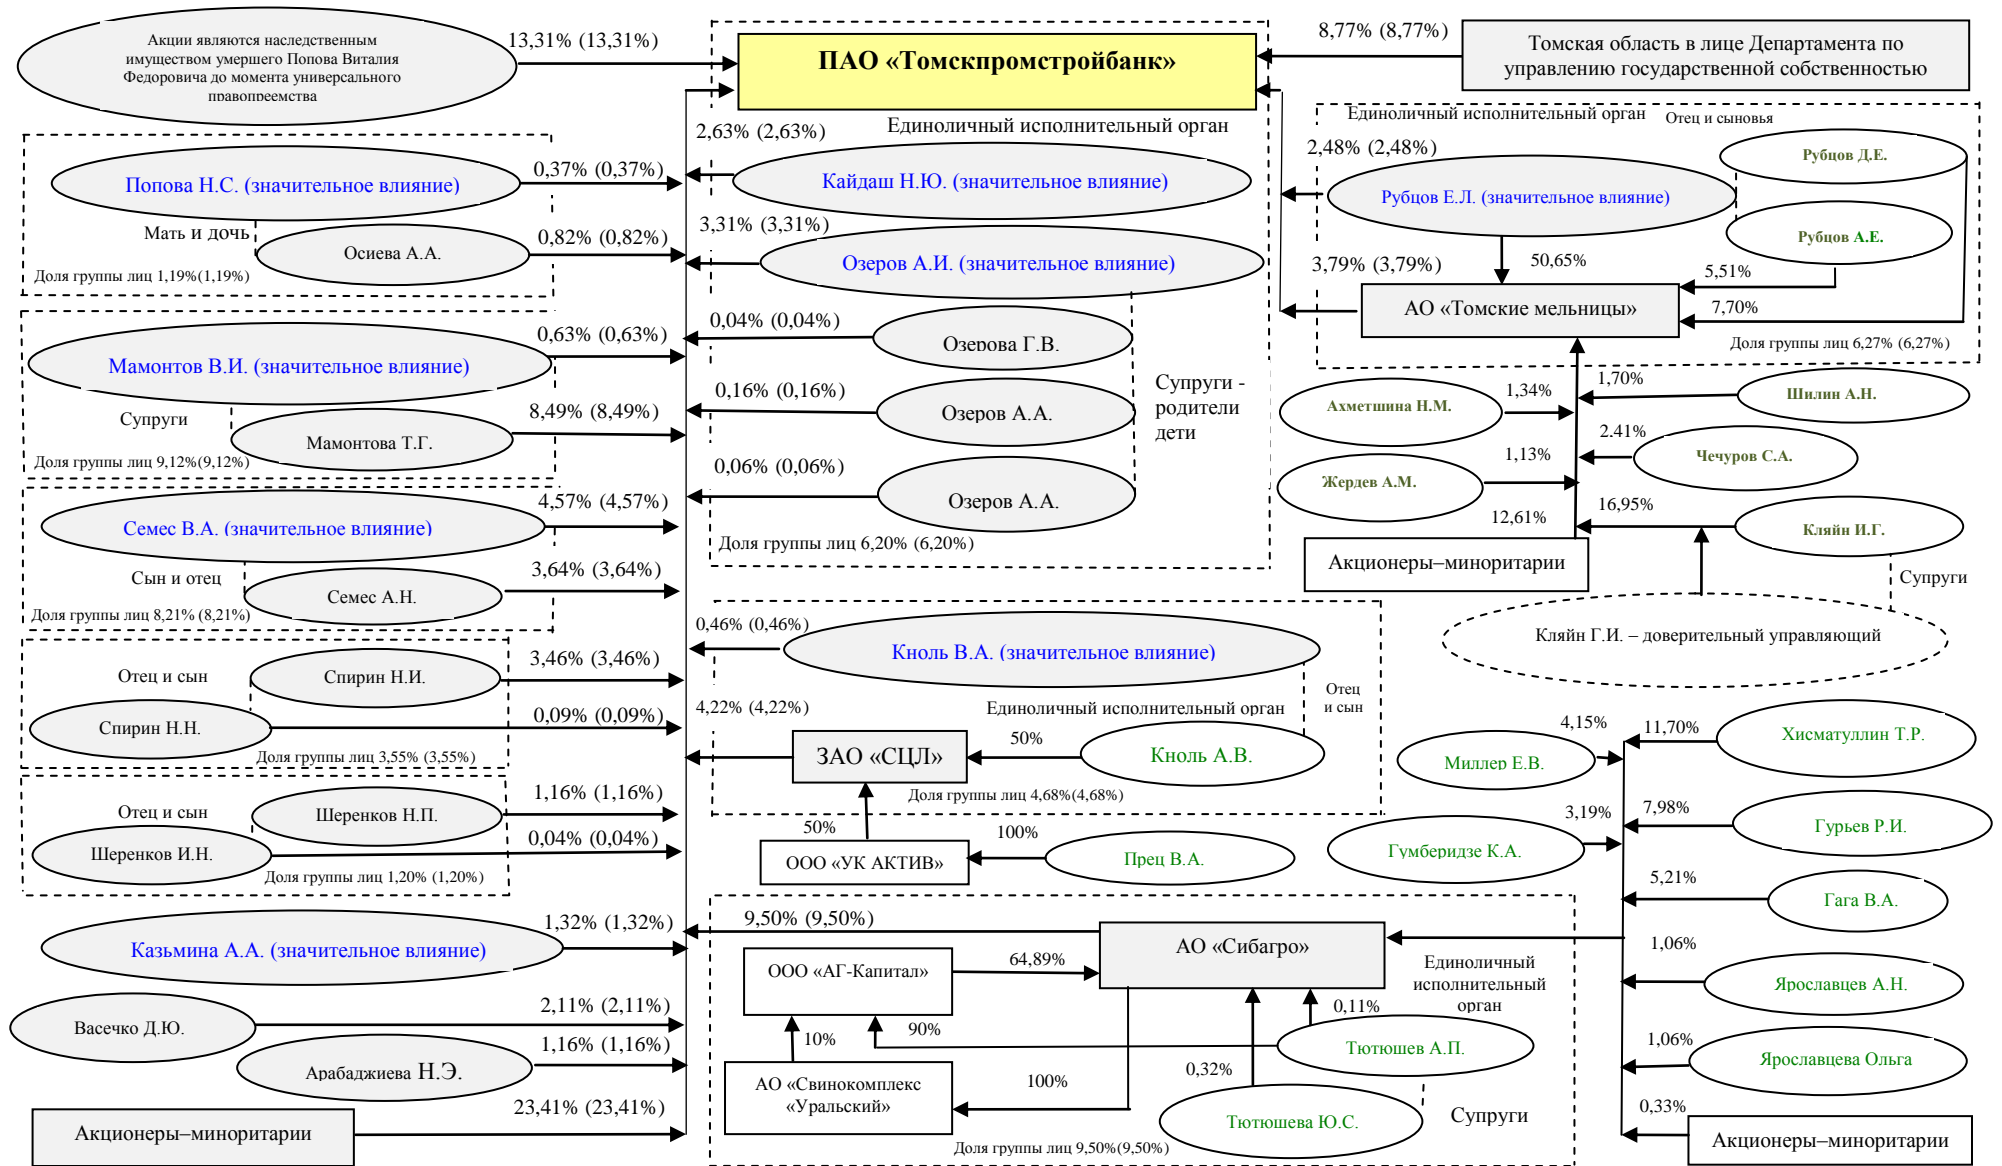 Акции являются наследственным
имуществом умершего Попова Виталия
Федоровича до момента универсального
правопреемства
13,31% (13,31%)
ПАО «Томскпромстройбанк»
8,77% (8,77%)
Томская область в лице Департамента по
управлению государственной собственностью
Попова Н.С. (значительное влияние)
0,37% (0,37%)
Мать и дочь
Осиева А.А.
0,82% (0,82%)
Доля группы лиц 1,19%(1,19%)
Мамонтов В.И. (значительное влияние)
0,63% (0,63%)
Супруги
Мамонтова Т.Г.
8,49% (8,49%)
Доля группы лиц 9,12%(9,12%)
Семес В.А. (значительное влияние)
4,57% (4,57%)
Сын и отец
Семес А.Н.
3,64% (3,64%)
Доля группы лиц 8,21% (8,21%)
Отец и сын
Спирин Н.И.
3,46% (3,46%)
Спирин Н.Н.
0,09% (0,09%)
Доля группы лиц 3,55% (3,55%)
Отец и сын
Шеренков Н.П.
1,16% (1,16%)
Шеренков И.Н.
0,04% (0,04%)
Доля группы лиц 1,20% (1,20%)
Казьмина А.А. (значительное влияние)
1,32% (1,32%)
Васечко Д.Ю.
2,11% (2,11%)
Арабаджиева Н.Э.
1,16% (1,16%)
Акционеры–миноритарии
23,41% (23,41%)
2,63% (2,63%)
Единоличный исполнительный орган
Кайдаш Н.Ю. (значительное влияние)
3,31% (3,31%)
Озеров А.И. (значительное влияние)
0,04% (0,04%)
Озерова Г.В.
0,16% (0,16%)
Озеров А.А.
Супруги -
родители
дети
0,06% (0,06%)
Озеров А.А.
Доля группы лиц 6,20% (6,20%)
0,46% (0,46%)
Кноль В.А. (значительное влияние)
Отец
и сын
4,22% (4,22%)
Единоличный исполнительный орган
ЗАО «СЦЛ»
50%
Кноль А.В.
Доля группы лиц 4,68%(4,68%)
50%
ООО «УК АКТИВ»
100%
Прец В.А.
9,50% (9,50%)
АО «Сибагро»
ООО «АГ-Капитал»
64,89%
Единоличный
исполнительный
орган
0,11%
10%
90%
Тютюшев А.П.
АО «Свинокомплекс
«Уральский»
100%
0,32%
Тютюшева Ю.С.
Супруги
Доля группы лиц 9,50%(9,50%)
Единоличный исполнительный орган
Отец и сыновья
2,48% (2,48%)
Рубцов Е.Л. (значительное влияние)
Рубцов Д.Е.
Рубцов А.Е.
3,79% (3,79%)
50,65%
5,51%
АО «Томские мельницы»
7,70%
Доля группы лиц 6,27% (6,27%)
Ахметшина Н.М.
1,34%
1,70%
Шилин А.Н.
2.41%
Чечуров С.А.
Жердев А.М.
1,13%
12,61%
16,95%
Кляйн И.Г.
Акционеры–миноритарии
Супруги
Кляйн Г.И. – доверительный управляющий
4,15%
Миллер Е.В.
11,70%
Хисматуллин Т.Р.
3,19%
Гумберидзе К.А.
7,98%
Гурьев Р.И.
5,21%
Гага В.А.
1,06%
Ярославцев А.Н.
1,06%
Ярославцева Ольга
0,33%
Акционеры–миноритарии